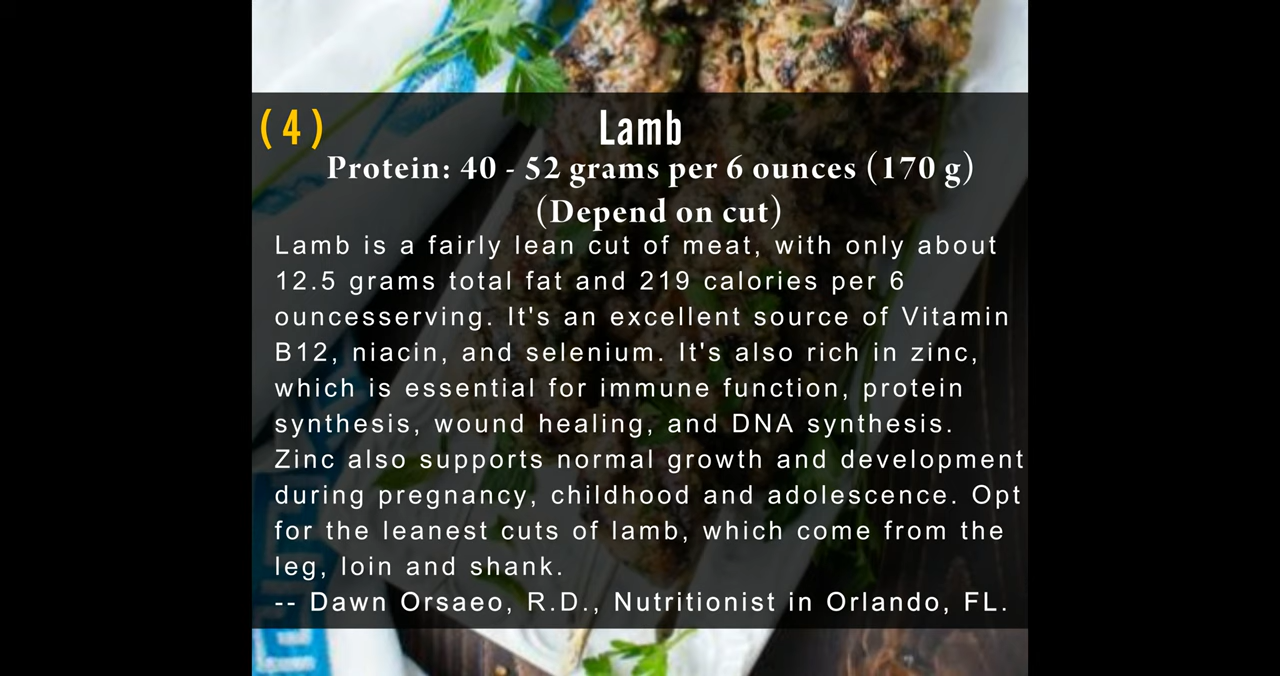 (4)
Lamb
Protein: 40 - 52 grams per 6 ounces (170 g)
(Depend on cut)
Lamb is a fairly lean cut of meat, with only about
12.5 grams total fat and 219 calories per 6
ouncesserving. It's an excellent source of Vitamin
B12, niacin, and selenium. It's also rich in zinc,
which is essential for immune function, protein
synthesis, wound healing, and DNA synthesis.
Zinc also supports normal growth and development
during pregnancy, childhood and adolescence. Opt
for the leanest cuts of lamb, which come from the
leg, loin and shank.
-- Dawn Orsaeo, R.D., Nutritionist in Orlando, FL.